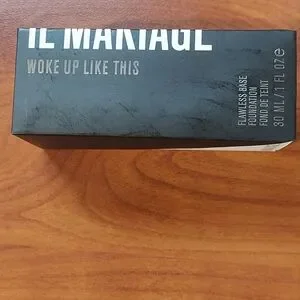 IL MAKIAGE
WOKE UP LIKE THIS
FLAWLESS BASE
FOUNDATION
FOND DE TEINT
30 ML/1 FL OZ e